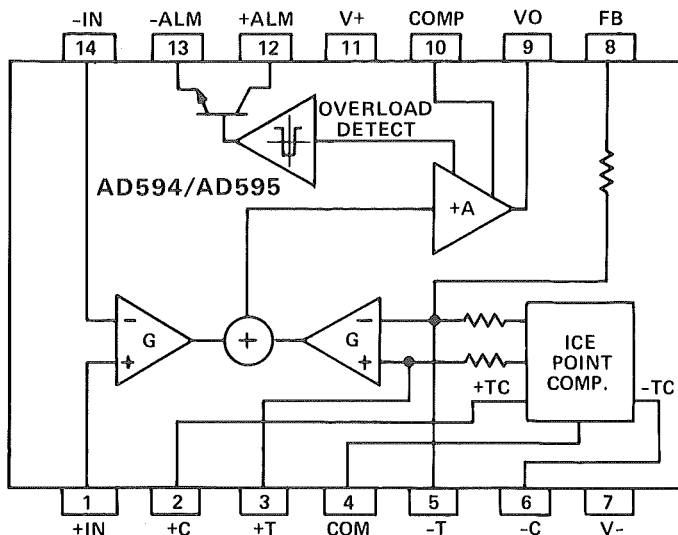 -IN -ALM +ALM V+ COMP VO FB
14 13 12 11 10 9 8
OVERLOAD
DETECT
AD594/AD595
+A
- G +
+
- G +
ICE
POINT
COMP.
+TC
-TC
1 2 3 4 5 6 7
+IN +C +T COM -T -C V-